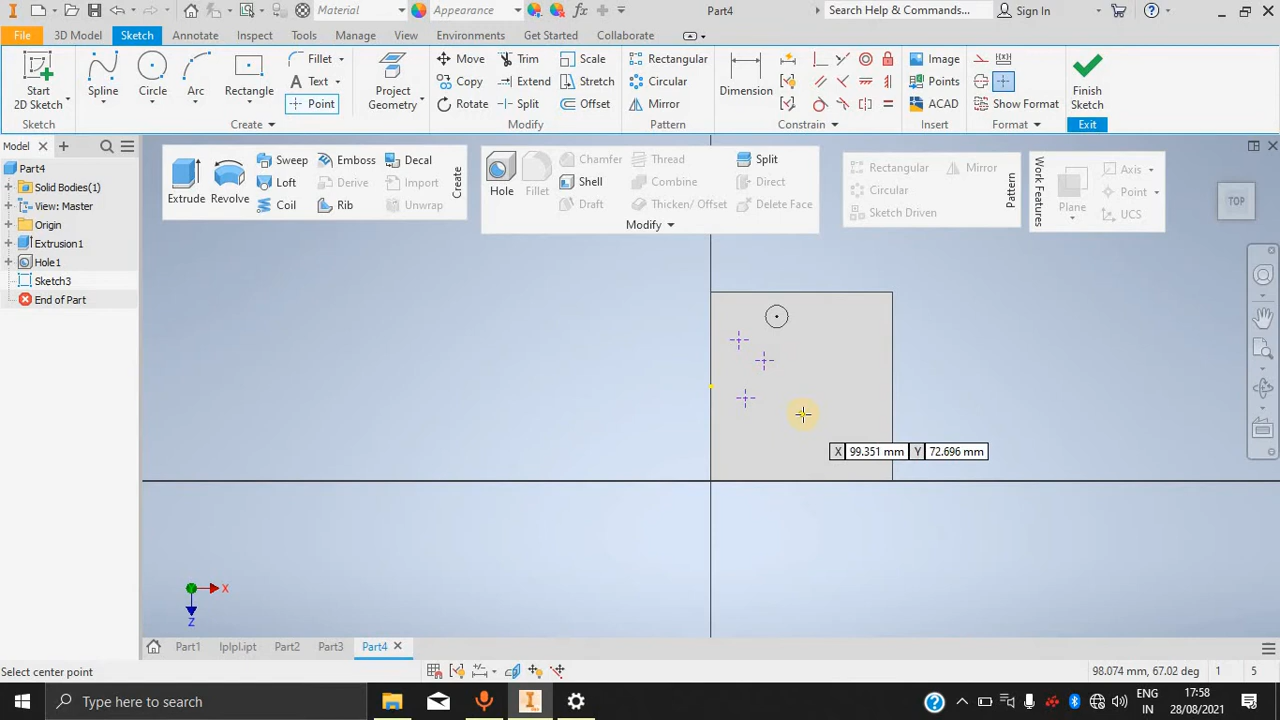 Material
Appearance
Part4
Search Help & Commands...
Sign In
File
3D Model
Sketch
Annotate
Inspect
Tools
Manage
View
Environments
Get Started
Collaborate
Start
2D Sketch
Sketch
Spline
Circle
Arc
Rectangle
Fillet
Text
Point
Create
Project
Geometry
Move
Copy
Rotate
Trim
Extend
Split
Scale
Stretch
Offset
Modify
Rectangular
Circular
Mirror
Pattern
Dimension
Constrain
Image
Points
ACAD
Insert
Show Format
Format
Finish
Sketch
Exit
Model
Part4
Solid Bodies(1)
View: Master
Origin
Extrusion1
Hole1
Sketch3
End of Part
Extrude
Revolve
Sweep
Loft
Coil
Emboss
Derive
Rib
Decal
Import
Unwrap
Create
Hole
Fillet
Chamfer
Shell
Draft
Thread
Combine
Thicken/ Offset
Split
Direct
Delete Face
Modify
Rectangular
Mirror
Circular
Sketch Driven
Pattern
Work Features
Plane
Axis
Point
UCS
TOP
X 99.351 mm Y 72.696 mm
X
Z
Part1
lplpl.ipt
Part2
Part3
Part4
Select center point
98.074 mm, 67.02 deg
1
5
Type here to search
ENG
IN
17:58
28/08/2021